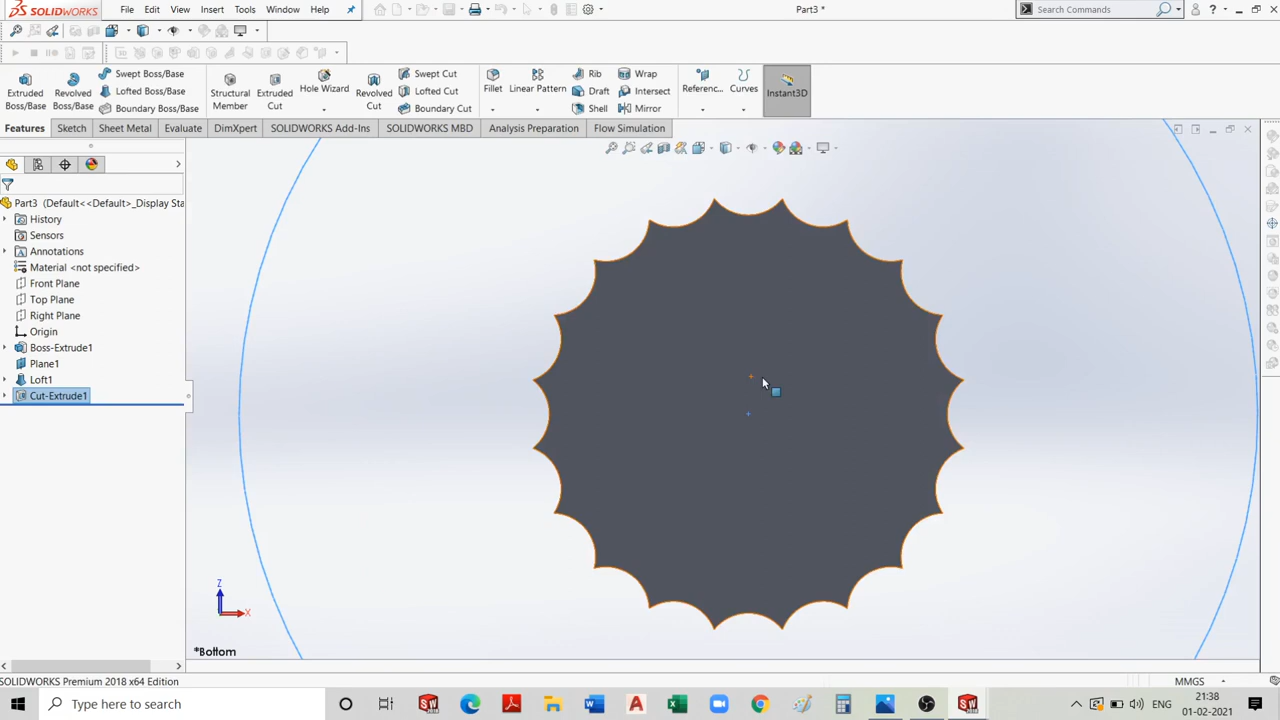 SOLIDWORKS File Edit View Insert Tools Window Help Part3 * Search Commands
Extruded Boss/Base
Revolved Boss/Base
Swept Boss/Base
Lofted Boss/Base
Boundary Boss/Base
Structural Member
Extruded Cut
Hole Wizard
Revolved Cut
Swept Cut
Lofted Cut
Boundary Cut
Fillet
Linear Pattern
Rib
Draft
Shell
Wrap
Intersect
Mirror
Referenc...
Curves
Instant3D
Features Sketch Sheet Metal Evaluate DimXpert SOLIDWORKS Add-Ins SOLIDWORKS MBD Analysis Preparation Flow Simulation
Part3 (Default<<Default>_Display Sta
History
Sensors
Annotations
Material <not specified>
Front Plane
Top Plane
Right Plane
Origin
Boss-Extrude1
Plane1
Loft1
Cut-Extrude1
Z
X
*Bottom
SOLIDWORKS Premium 2018 x64 Edition MMGS
Type here to search
ENG
21:38
01-02-2021